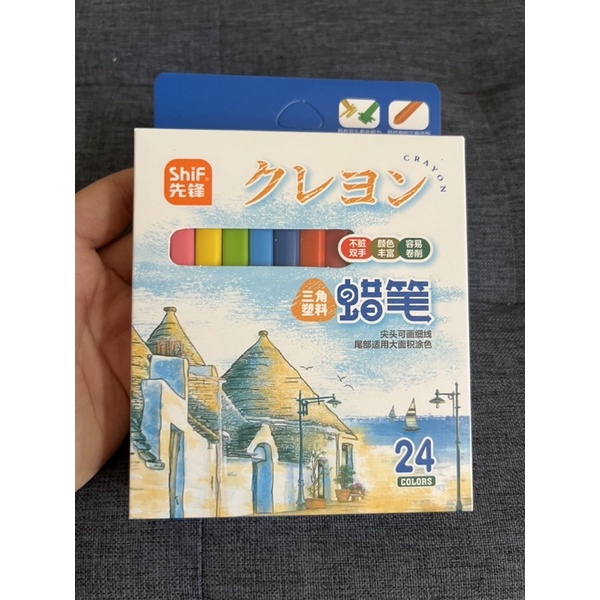 Shif
先锋
クレヨン
CRAYON
不脏
双手
颜色
丰富
容易
卷削
三角
塑料
蜡笔
尖头可画细线
尾部适用大面积涂色
24
COLORS